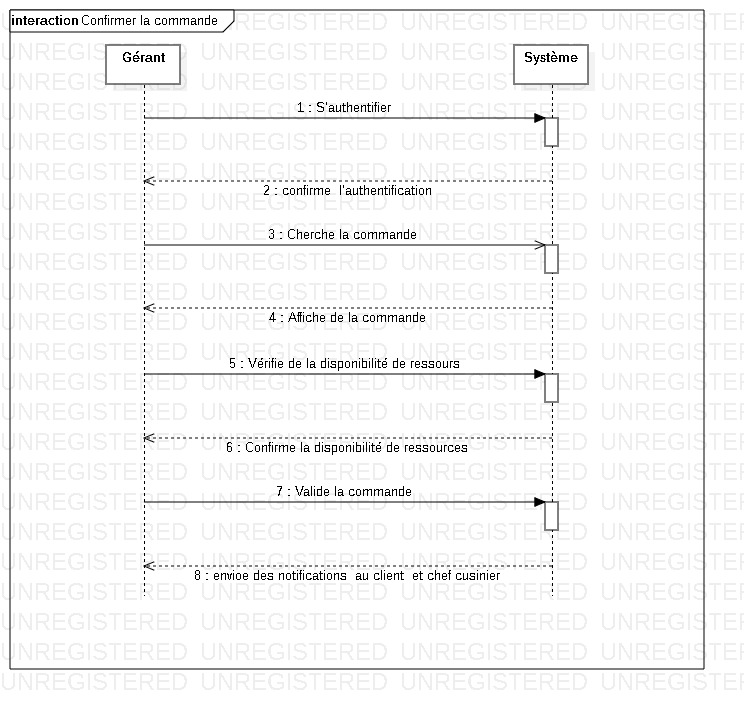 interaction Confirmer la commande
Gérant
Système
1 : S'authentifier
2 : confirme l'authentification
3 : Cherche la commande
4 : Affiche de la commande
5 : Vérifie de la disponibilité de ressours
6 : Confirme la disponibilité de ressources
7 : Valide la commande
8 : envioe des notifications au client et chef cusinier
UNREGISTERED UNREGISTERED UNREGISTERED UNREGISTERED